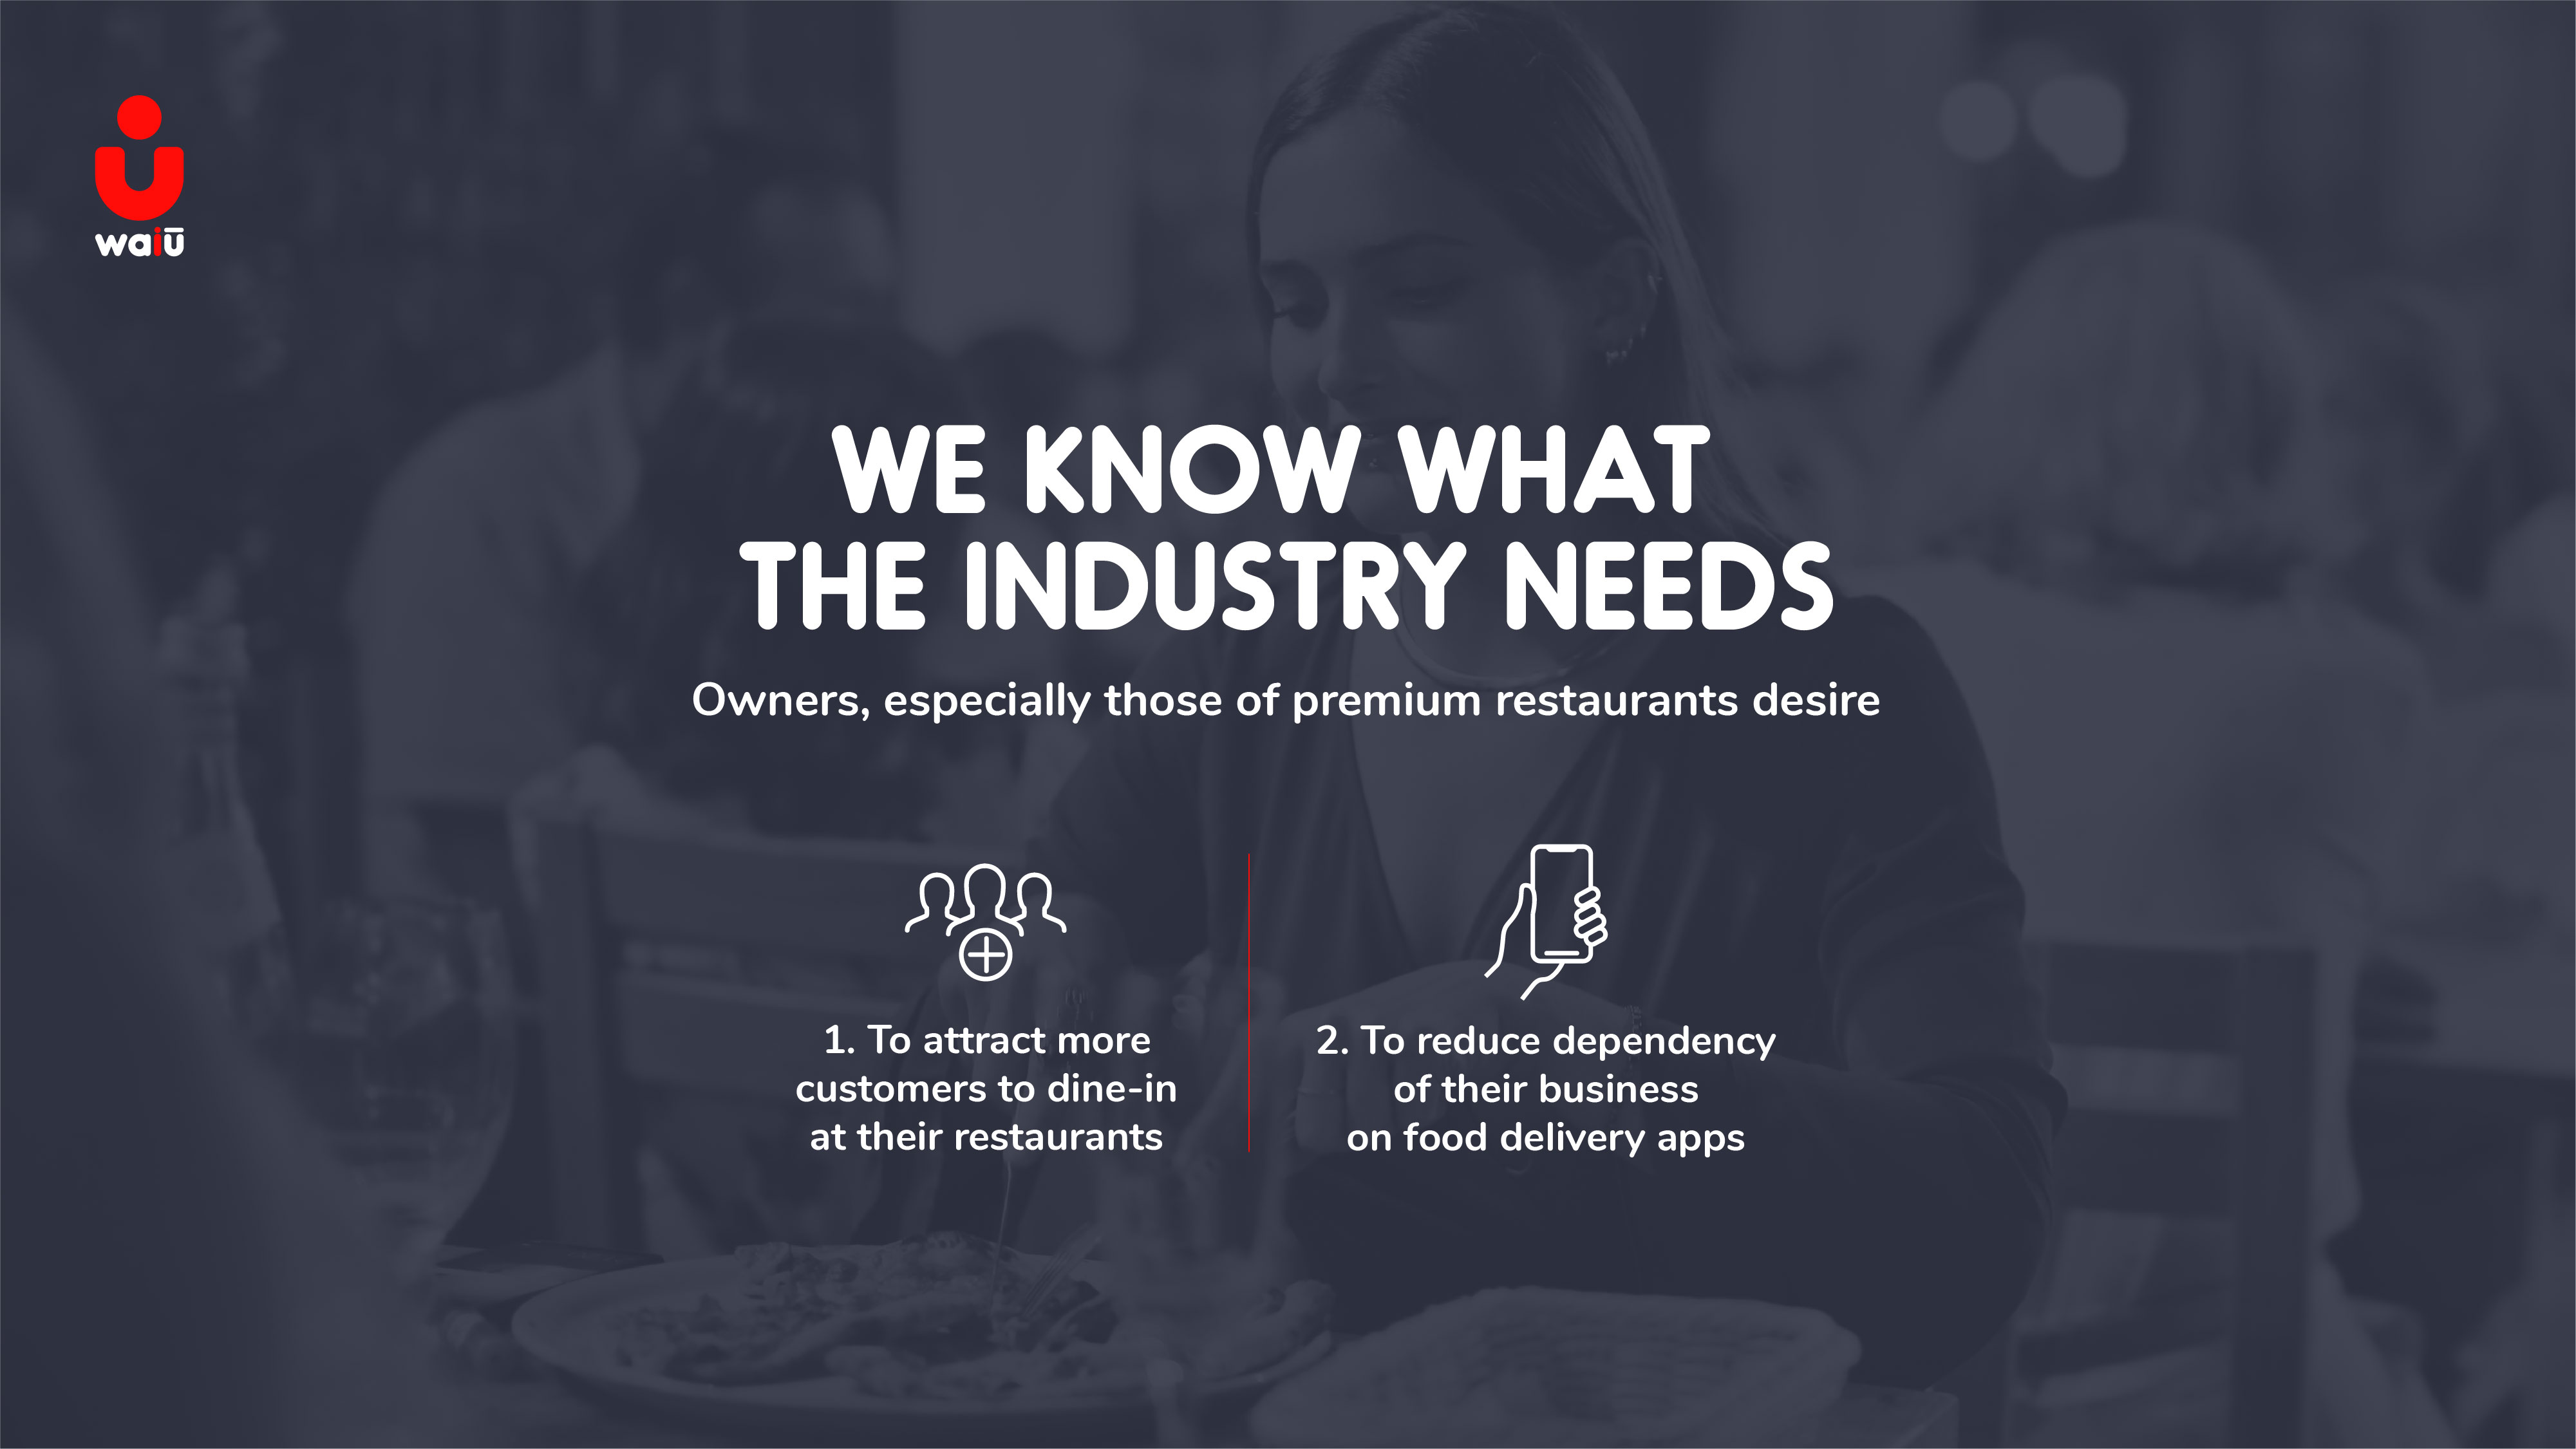 waiū
WE KNOW WHAT
THE INDUSTRY NEEDS
Owners, especially those of premium restaurants desire
1. To attract more
customers to dine-in
at their restaurants
2. To reduce dependency
of their business
on food delivery apps